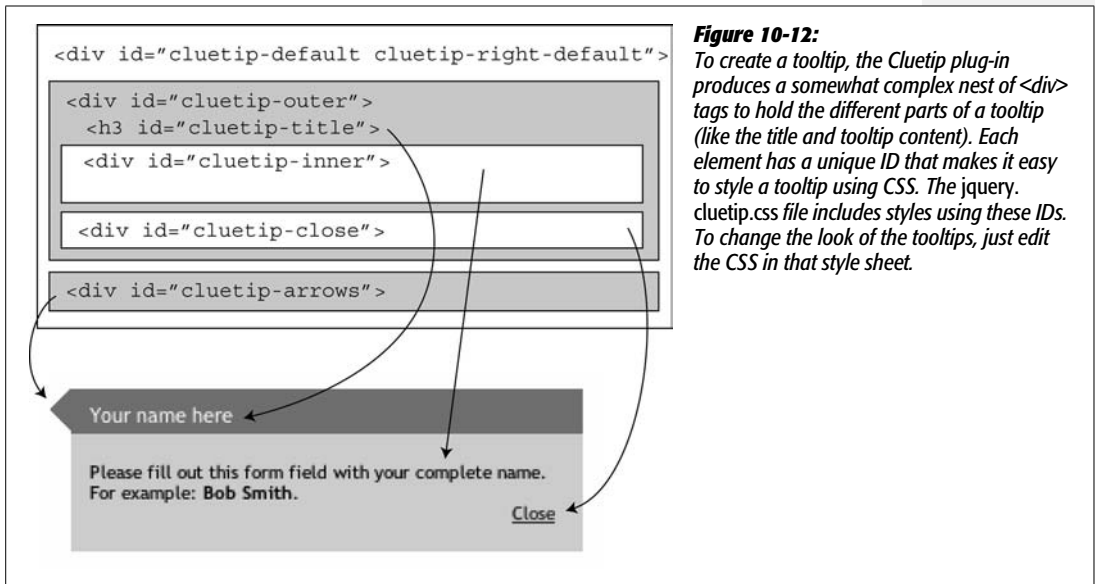 <div id="cluetip-default cluetip-right-default">
<div id="cluetip-outer">
<h3 id="cluetip-title">
<div id="cluetip-inner">
<div id="cluetip-close">
<div id="cluetip-arrows">
Your name here
Please fill out this form field with your complete name.
For example: Bob Smith.
Close
Figure 10-12:
To create a tooltip, the Cluetip plug-in
produces a somewhat complex nest of <div>
tags to hold the different parts of a tooltip
(like the title and tooltip content). Each
element has a unique ID that makes it easy
to style a tooltip using CSS. The jquery.
cluetip.css file includes styles using these IDs.
To change the look of the tooltips, just edit
the CSS in that style sheet.